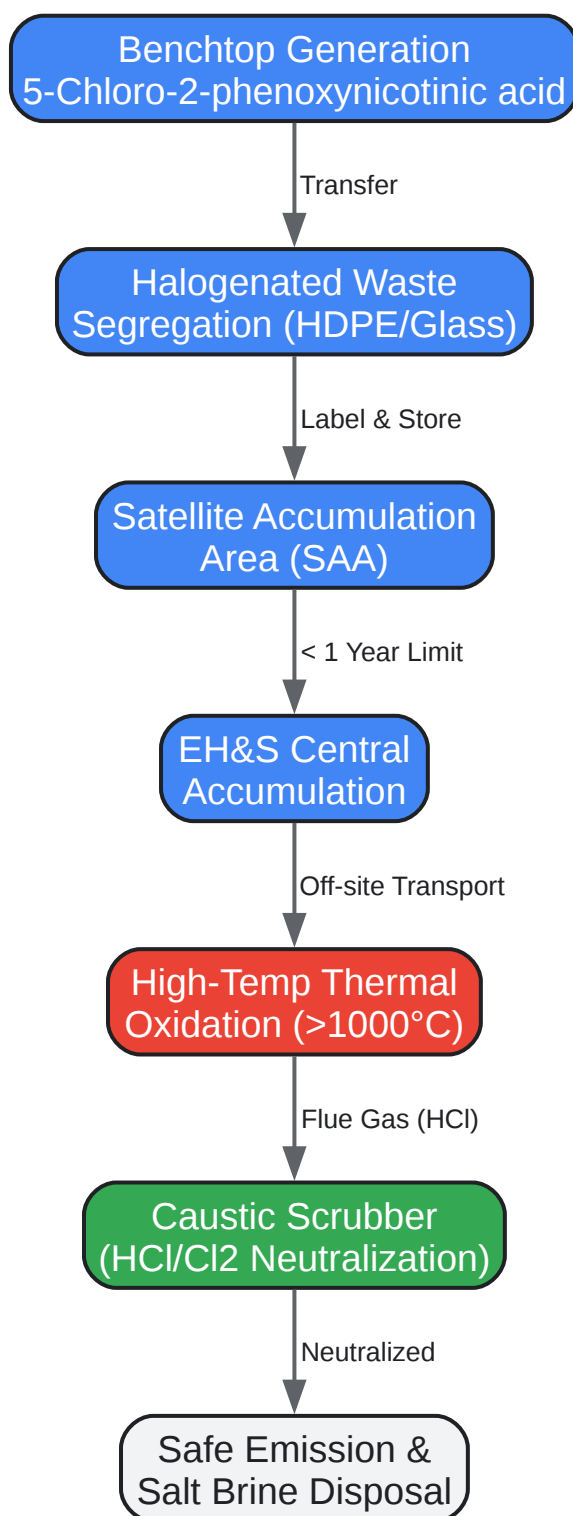 Benchtop Generation
5-Chloro-2-phenoxynicotinic acid
Transfer
Halogenated Waste
Segregation (HDPE/Glass)
Label & Store
Satellite Accumulation
Area (SAA)
< 1 Year Limit
EH&S Central
Accumulation
Off-site Transport
High-Temp Thermal
Oxidation (>1000°C)
Flue Gas (HCl)
Caustic Scrubber
(HCl/Cl2 Neutralization)
Neutralized
Safe Emission &
Salt Brine Disposal